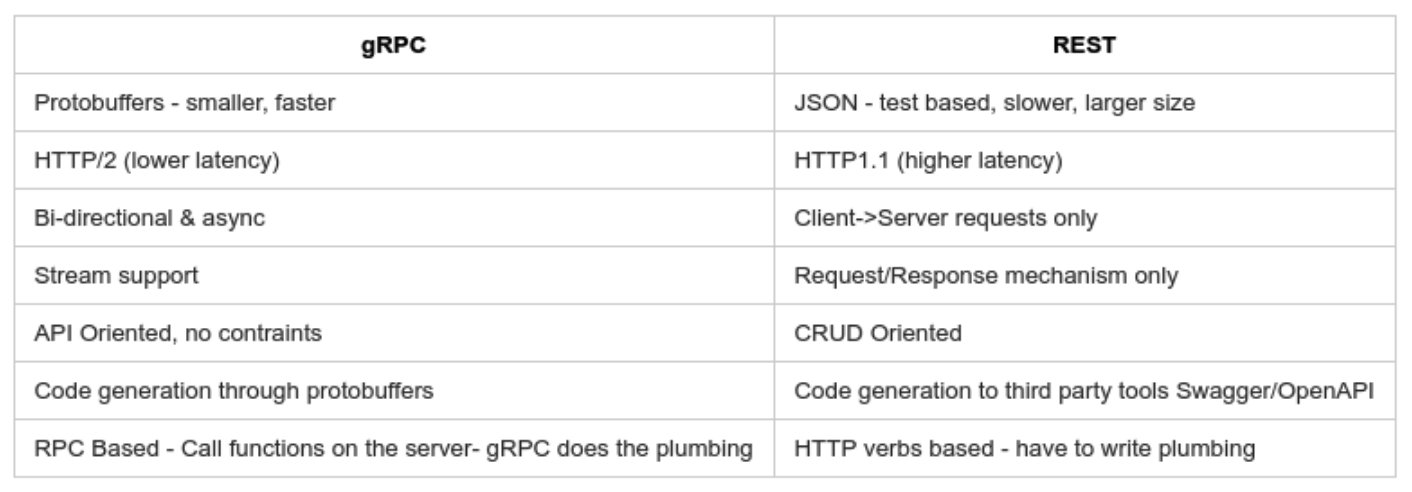 gRPC REST
Protobuffers - smaller, faster JSON - test based, slower, larger size
HTTP/2 (lower latency) HTTP1.1 (higher latency)
Bi-directional & async Client->Server requests only
Stream support Request/Response mechanism only
API Oriented, no contraints CRUD Oriented
Code generation through protobuffers Code generation to third party tools Swagger/OpenAPI
RPC Based - Call functions on the server- gRPC does the plumbing HTTP verbs based - have to write plumbing